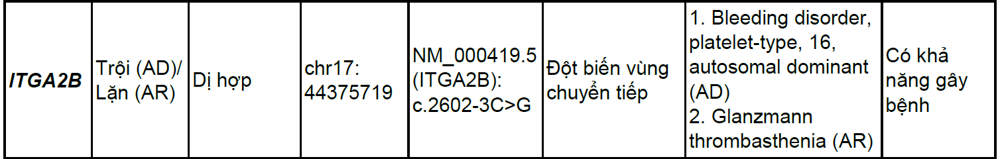 ITGA2B
Trội (AD)/
Lặn (AR)
Dị hợp
chr17:
44375719
NM_000419.5
(ITGA2B):
c.2602-3C>G
Đột biến vùng
chuyển tiếp
1. Bleeding disorder,
platelet-type, 16,
autosomal dominant
(AD)
2. Glanzmann
thrombasthenia (AR)
Có khả
năng gây
bệnh